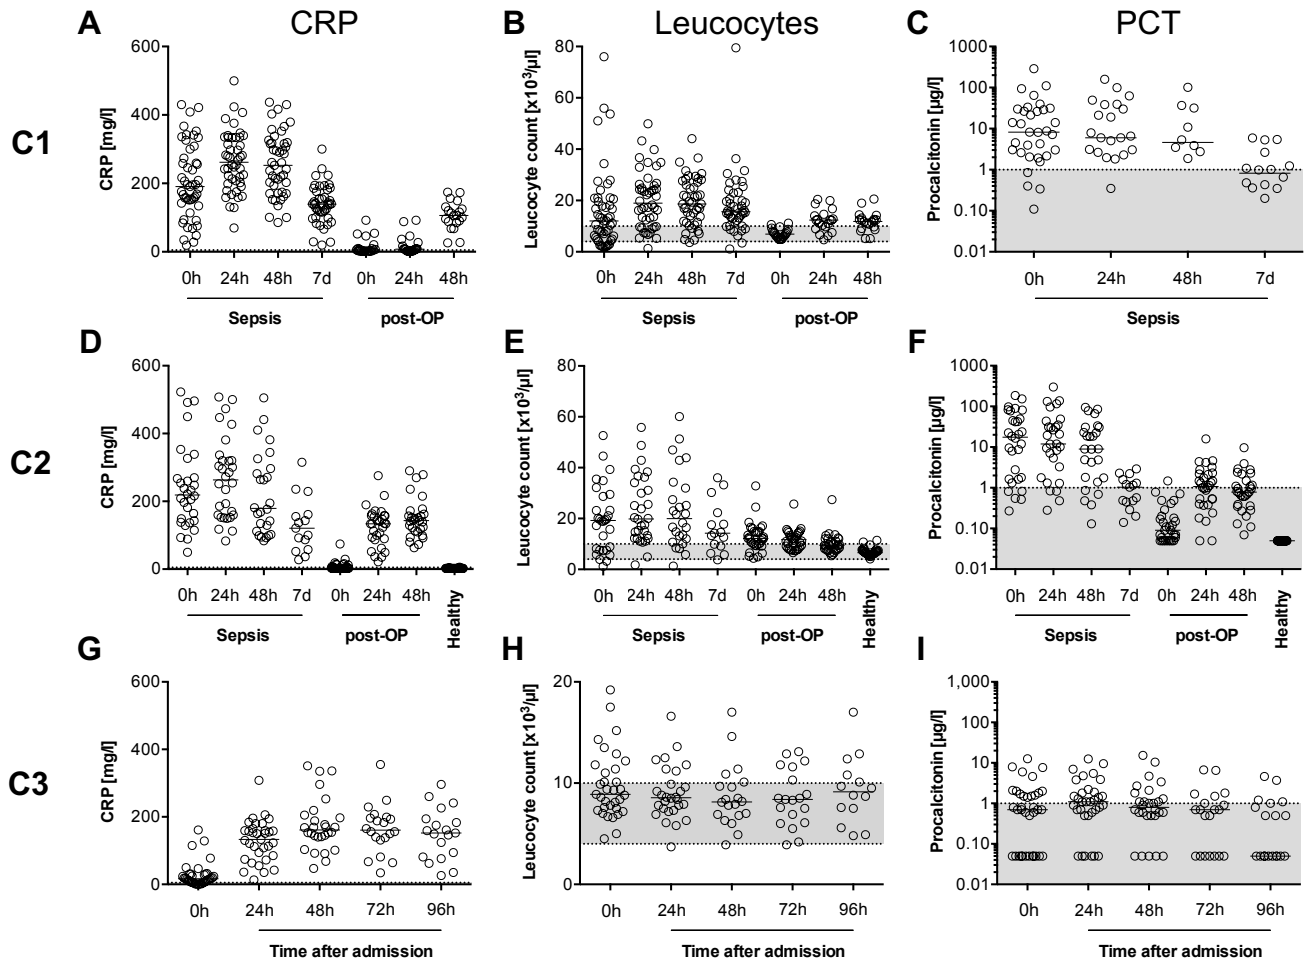 A CRP
B Leucocytes
C PCT
C1
CRP [mg/l]
600
400
200
0
0h 24h 48h 7d 0h 24h 48h
Sepsis post-OP
Leucocyte count [x10³/µl]
80
60
40
20
0
0h 24h 48h 7d 0h 24h 48h
Sepsis post-OP
Procalcitonin [µg/l]
1000
100
10
1
0.10
0.01
0h 24h 48h 7d
Sepsis
D
E
F
C2
CRP [mg/l]
600
400
200
0
0h 24h 48h 7d 0h 24h 48h Healthy
Sepsis post-OP
Leucocyte count [x10³/µl]
80
60
40
20
0
0h 24h 48h 7d 0h 24h 48h Healthy
Sepsis post-OP
Procalcitonin [µg/l]
1000
100
10
1
0.10
0.01
0h 24h 48h 7d 0h 24h 48h Healthy
Sepsis post-OP
G
H
I
C3
CRP [mg/l]
600
400
200
0
0h 24h 48h 72h 96h
Time after admission
Leucocyte count [x10³/µl]
20
10
0
0h 24h 48h 72h 96h
Time after admission
Procalcitonin [µg/l]
1,000
100
10
1
0.10
0.01
0h 24h 48h 72h 96h
Time after admission